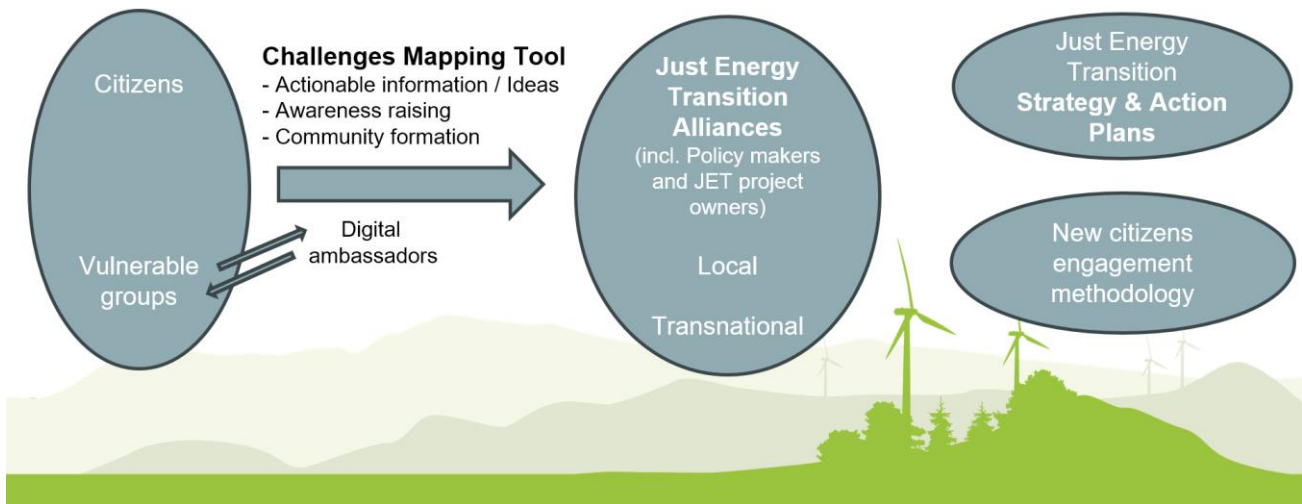 Citizens
Vulnerable
groups
Challenges Mapping Tool
- Actionable information / Ideas
- Awareness raising
- Community formation
Digital
ambassadors
Just Energy
Transition
Alliances
(incl. Policy makers
and JET project
owners)
Local
Transnational
Just Energy
Transition
Strategy & Action
Plans
New citizens
engagement
methodology